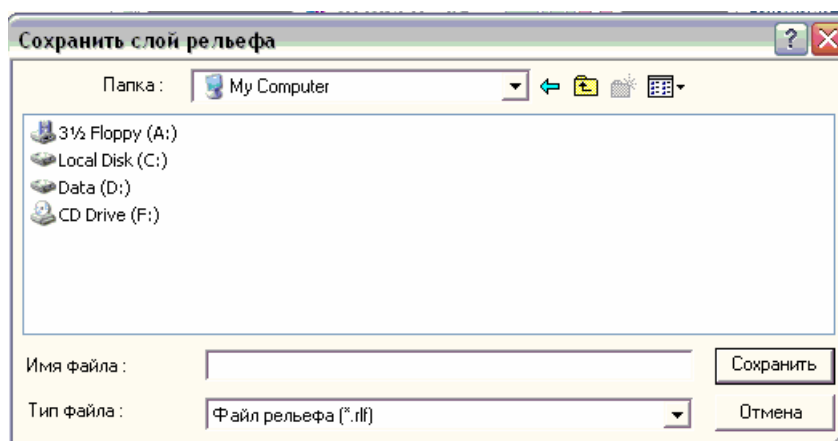 Сохранить слой рельефа
Папка :
My Computer
3½ Floppy (A:)
Local Disk (C:)
Data (D:)
CD Drive (F:)
Имя файла :
Сохранить
Тип файла :
Файл рельефа (*.rlf)
Отмена